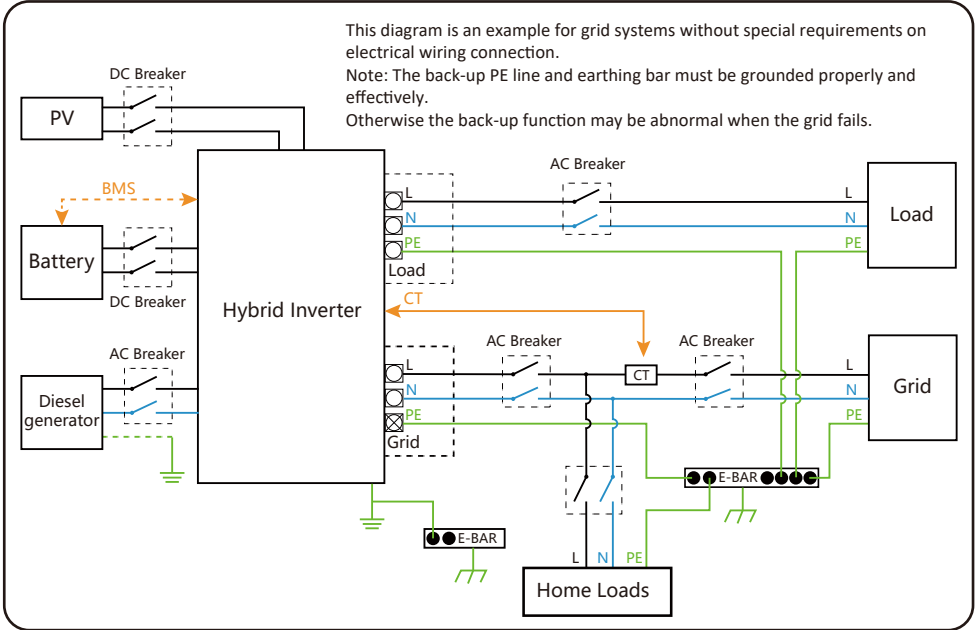 This diagram is an example for grid systems without special requirements on
electrical wiring connection.
Note: The back-up PE line and earthing bar must be grounded properly and
effectively.
Otherwise the back-up function may be abnormal when the grid fails.
DC Breaker
PV
AC Breaker
BMS
L
L
N
N
Load
PE
PE
Battery
Load
DC Breaker
CT
Hybrid Inverter
AC Breaker
AC Breaker
AC Breaker
L
CT
L
N
N
Grid
Diesel
generator
PE
PE
Grid
E-BAR
E-BAR
L
N
PE
Home Loads